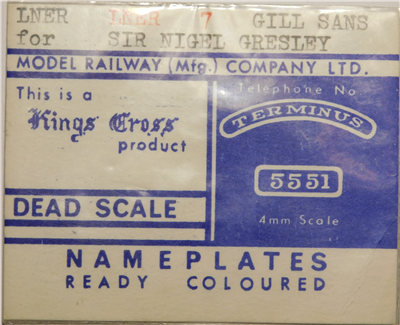 LNER LNER 7 GILL SANS
for SIR NIGEL GRESLEY
MODEL RAILWAY (Mfg.) COMPANY LTD.
This is a
Kings Cross
product
DEAD SCALE
Telephone No
TERMINUS
5551
4mm Scale
NAMEPLATES
READY COLOURED